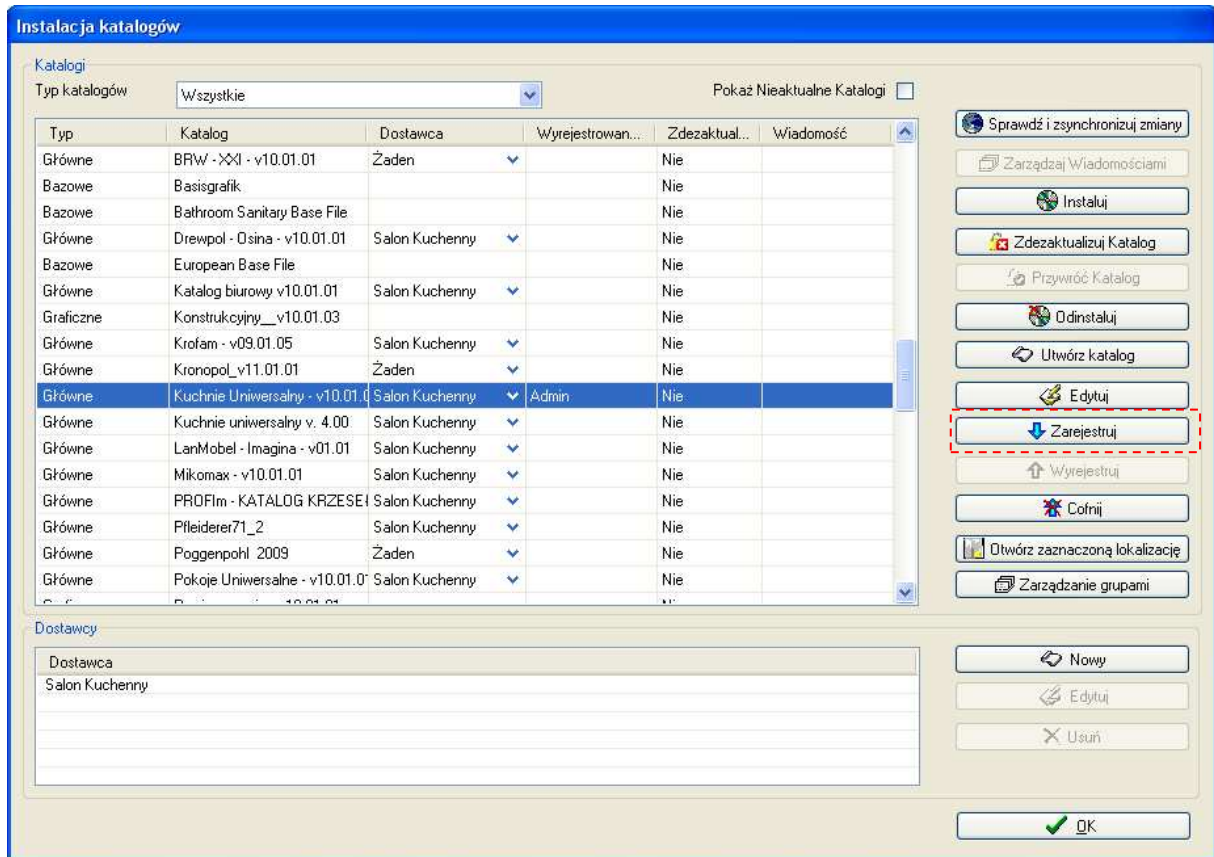 Instalacja katalogów
Katalogi
Typ katalogów Wszystkie Pokaż Nieaktualne Katalogi
Typ Katalog Dostawca Wyrejestrowan... Zdezaktual... Wiadomość
Główne BRW - XXI - v10.01.01 Żaden Nie
Bazowe Basisgrafik Nie
Bazowe Bathroom Sanitary Base File Nie
Główne Drewpol - Osina - v10.01.01 Salon Kuchenny Nie
Bazowe European Base File Nie
Główne Katalog biurowy v10.01.01 Salon Kuchenny Nie
Graficzne Konstrukcyjny__v10.01.03 Nie
Główne Krofam - v09.01.05 Salon Kuchenny Nie
Główne Kronopol_v11.01.01 Żaden Nie
Główne Kuchnie Uniwersalny - v10.01.0 Salon Kuchenny Admin Nie
Główne Kuchnie uniwersalny v. 4.00 Salon Kuchenny Nie
Główne LanMobel - Imagina - v01.01 Salon Kuchenny Nie
Główne Mikomax - v10.01.01 Salon Kuchenny Nie
Główne PROFIm - KATALOG KRZESEŁ Salon Kuchenny Nie
Główne Pfleiderer71_2 Salon Kuchenny Nie
Główne Poggenpohl 2009 Żaden Nie
Główne Pokoje Uniwersalne - v10.01.0 Salon Kuchenny Nie
Sprawdź i zsynchronizuj zmiany
Zarządzaj Wiadomościami
Instaluj
Zdezaktualizuj Katalog
Przywróć Katalog
Odinstaluj
Utwórz katalog
Edytuj
Zarejestruj
Wyrejestruj
Cofnij
Otwórz zaznaczoną lokalizację
Zarządzanie grupami
Dostawcy
Dostawca
Salon Kuchenny
Nowy
Edytuj
Usuń
OK